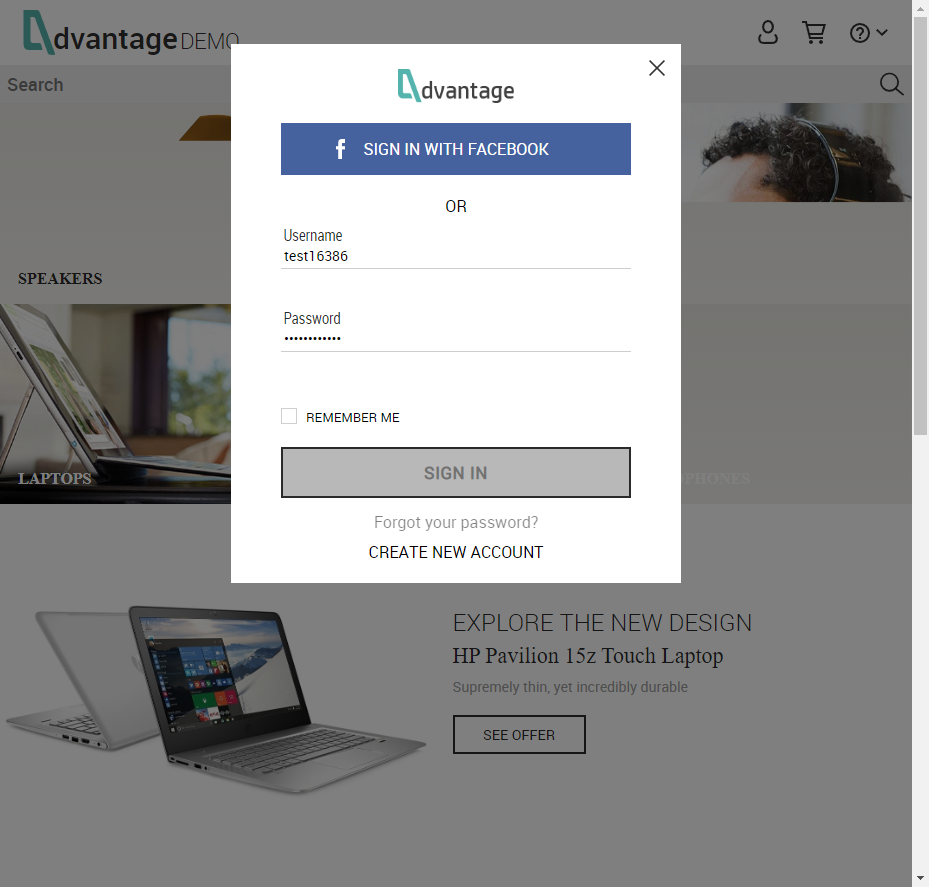 dvantage DEMO
Search
dvantage
SIGN IN WITH FACEBOOK
OR
Username
test16386
Password
••••••••••••
REMEMBER ME
SIGN IN
Forgot your password?
CREATE NEW ACCOUNT
SPEAKERS
LAPTOPS
PHONES
EXPLORE THE NEW DESIGN
HP Pavilion 15z Touch Laptop
Supremely thin, yet incredibly durable
SEE OFFER